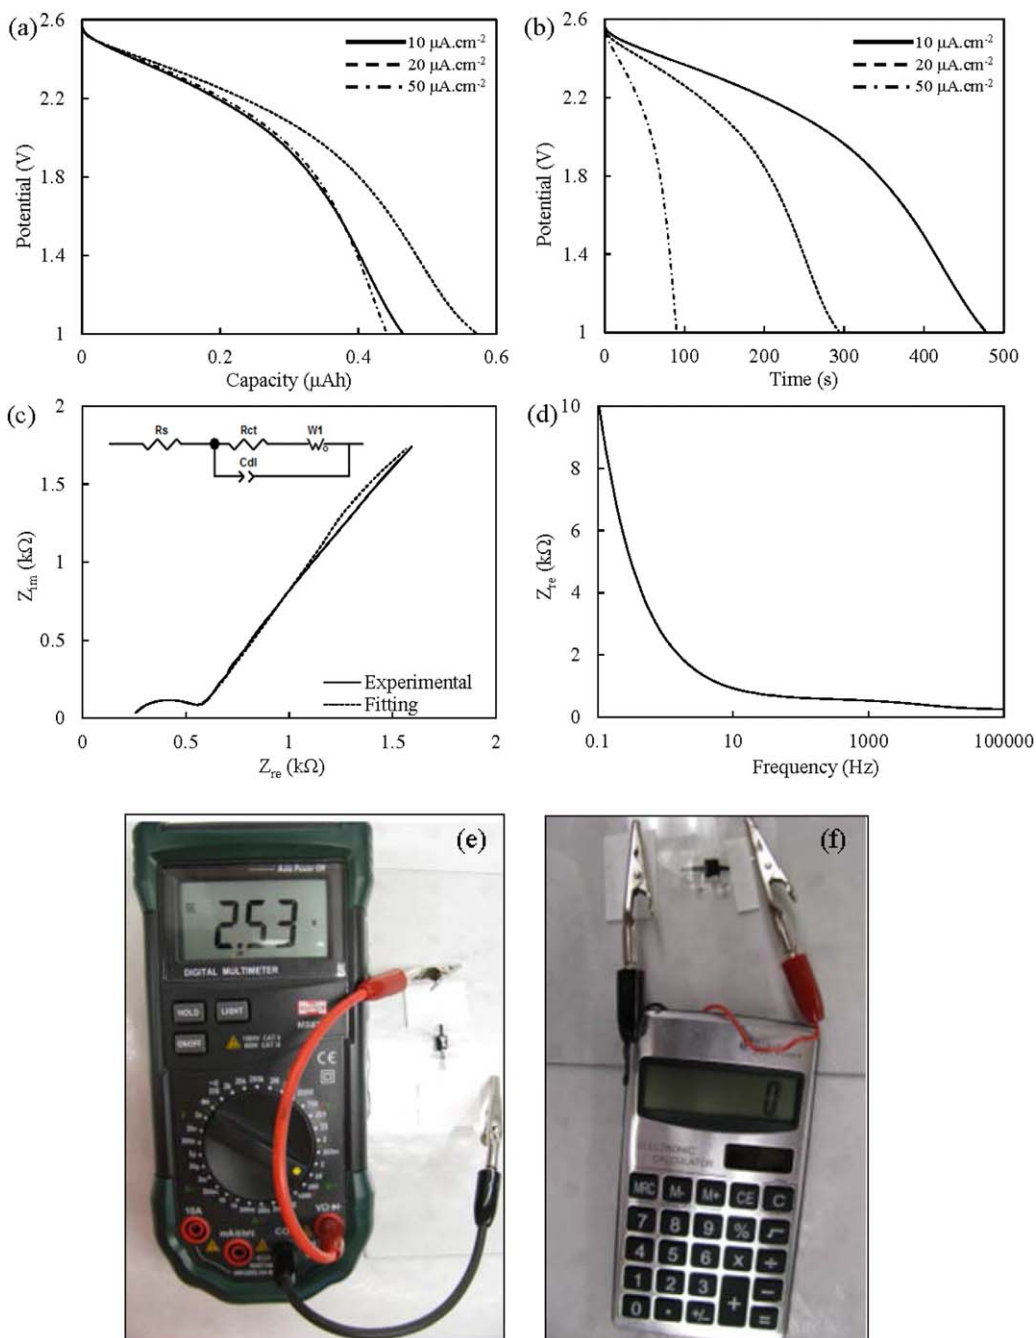 (a)
2.6
2.2
1.8
1.4
1
Potential (V)
10 μA.cm-2
20 μA.cm-2
50 μA.cm-2
0
0.2
0.4
0.6
Capacity (μAh)
(b)
2.6
2.2
1.8
1.4
1
Potential (V)
10 μA.cm-2
20 μA.cm-2
50 μA.cm-2
0
100
200
300
400
500
Time (s)
(c)
2
1.5
1
0.5
0
Zim (kΩ)
Rs
Rct
W1
Cdl
Experimental
Fitting
0
0.5
1
1.5
2
Zre (kΩ)
(d)
10
8
6
4
2
0
Zre (kΩ)
0.1
10
1000
100000
Frequency (Hz)
(e)
Auto Power Off
2.53
DIGITAL MULTIMETER
HOLD
LIGHT
ON/OFF
CE
10A
(f)
0
ELECTRONIC
CALCULATOR
MRC M- M+ CE C
7 8 9 % √
4 5 6 x ÷
1 2 3 + −
0 . +/− =